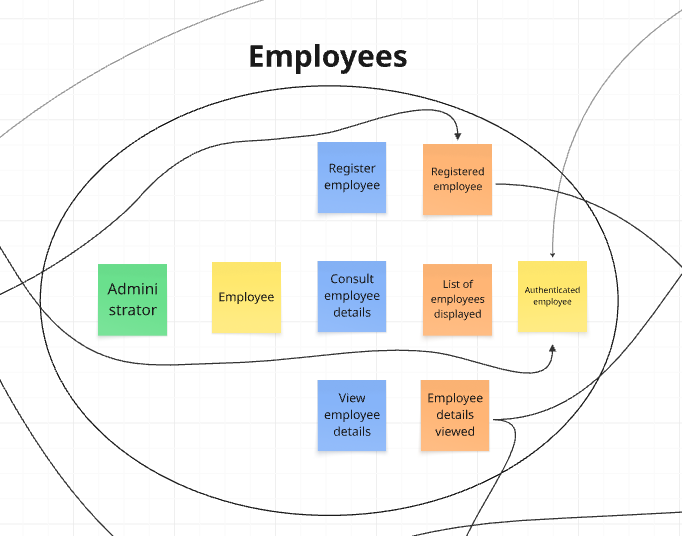 Employees
Register
employee
Registered
employee
Admini
strator
Employee
Consult
employee
details
List of
employees
displayed
Authenticated
employee
View
employee
details
Employee
details
viewed